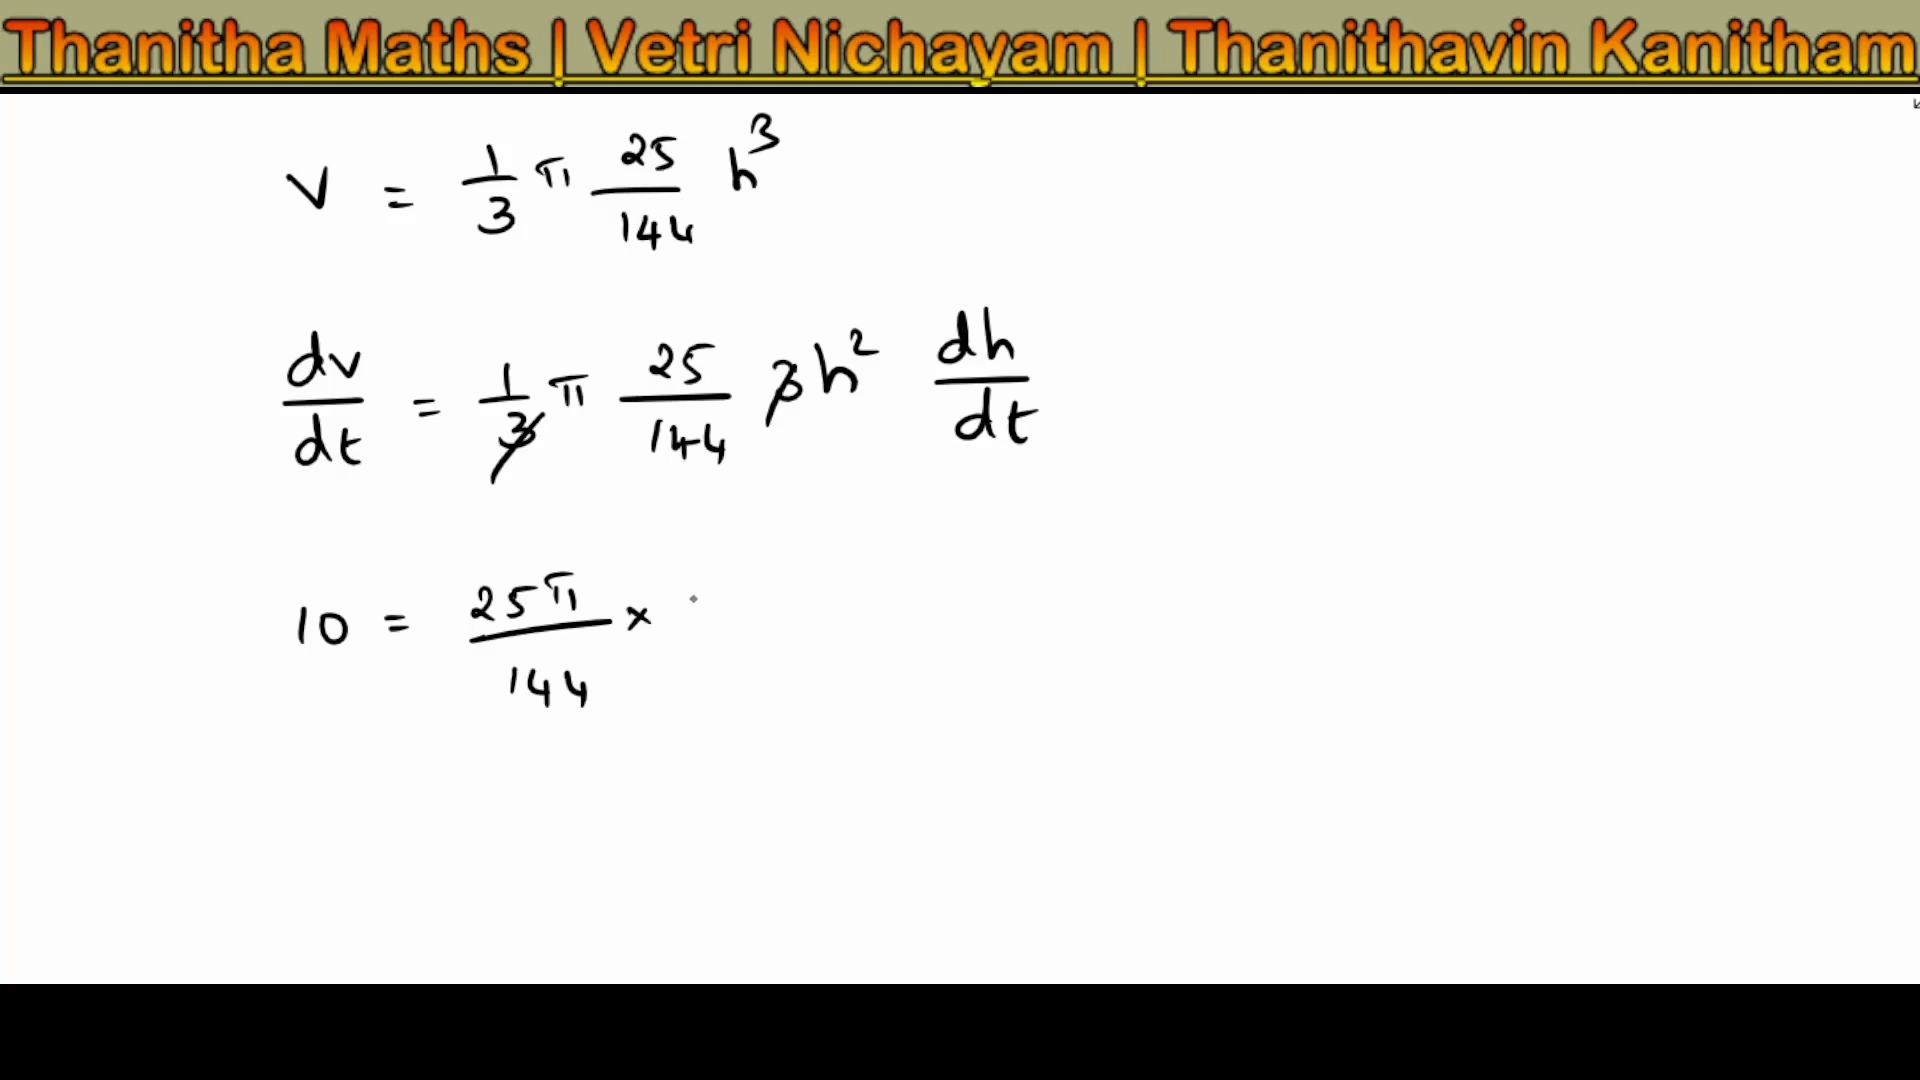 Thanitha Maths | Vetri Nichayam | Thanithavin Kanitham
V = 1/3 π 25/144 h³
dv/dt = 1/3 π 25/144 3h² dh/dt
10 = 25π/144 ×